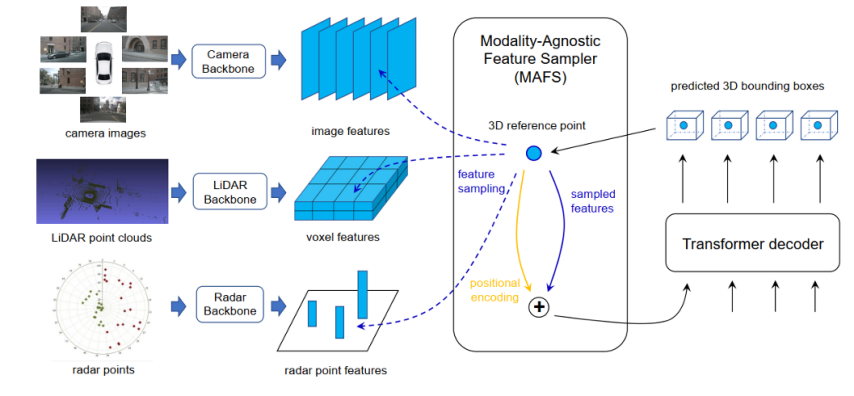 camera images
Camera
Backbone
image features
LiDAR point clouds
LiDAR
Backbone
voxel features
radar points
Radar
Backbone
radar point features
Modality-Agnostic
Feature Sampler
(MAFS)
3D reference point
feature
sampling
sampled
features
positional
encoding
predicted 3D bounding boxes
Transformer decoder